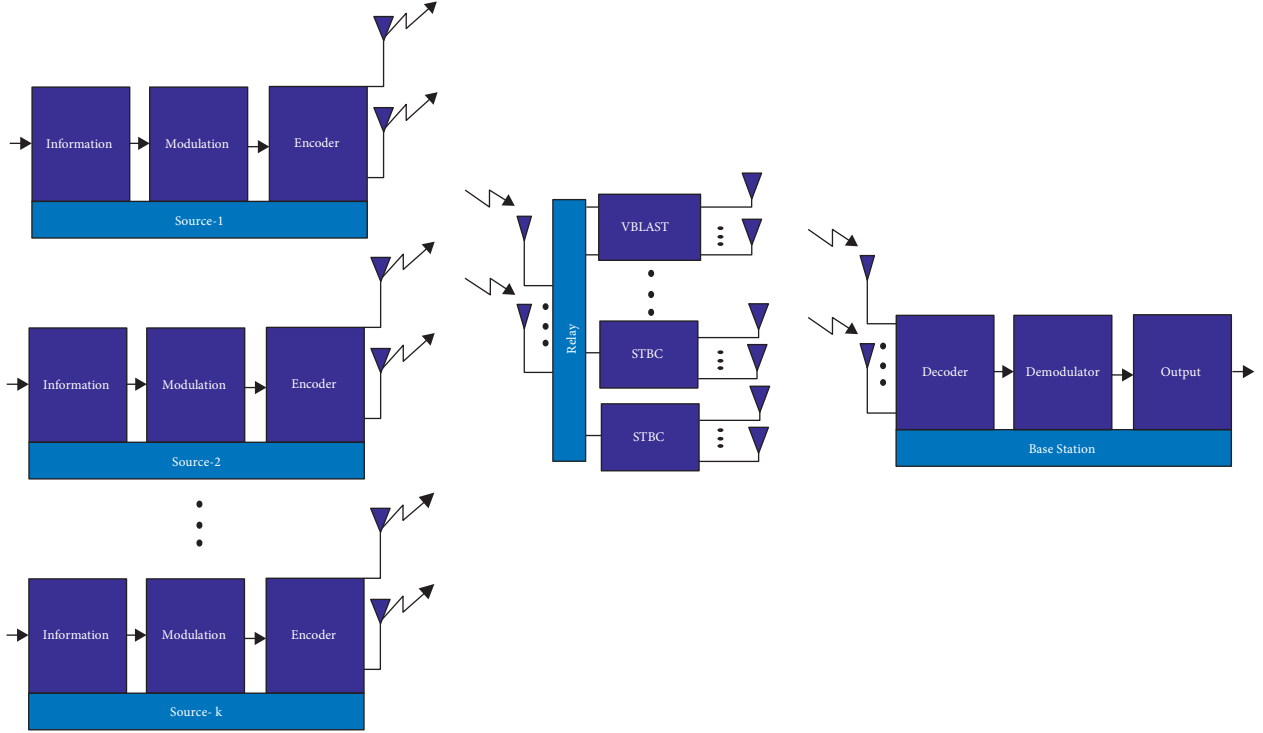 Information
Modulation
Encoder
Source-1
Information
Modulation
Encoder
Source-2
Information
Modulation
Encoder
Source- k
Relay
VBLAST
STBC
STBC
Decoder
Demodulator
Output
Base Station